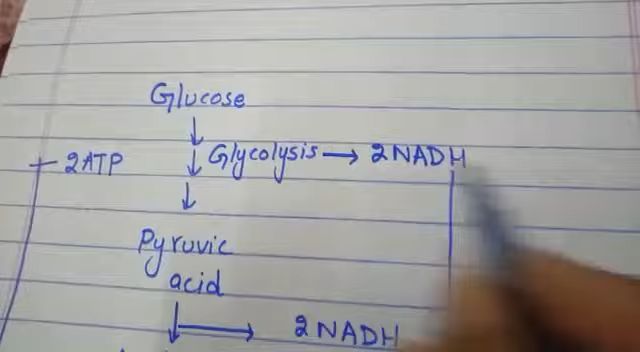 Glucose
2ATP Glycolysis → 2NADH
Pyruvic
acid
2NADH